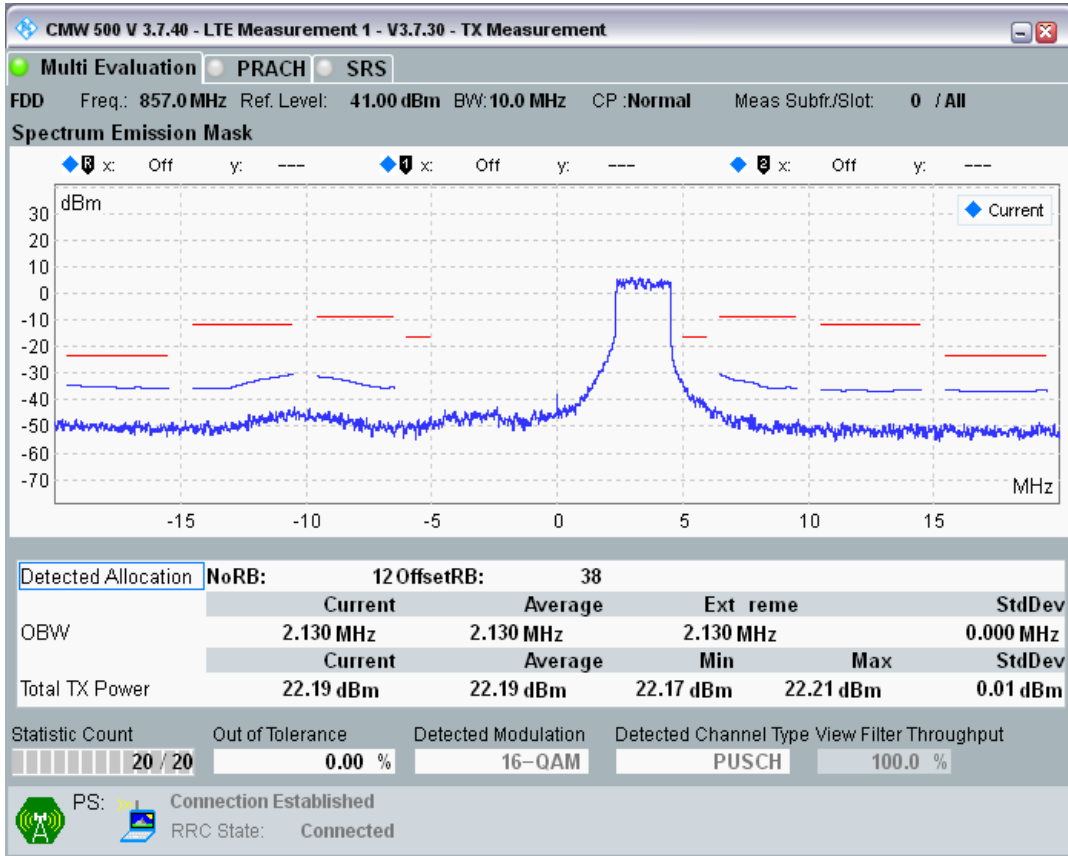 CMW 500 V 3.7.40 - LTE Measurement 1 - V3.7.30 - TX Measurement
Multi Evaluation PRACH SRS
FDD Freq.: 857.0 MHz Ref. Level: 41.00 dBm BW: 10.0 MHz CP :Normal Meas Subfr./Slot: 0 / All
Spectrum Emission Mask
R x: Off y: --- 1 x: Off y: --- 2 x: Off y: ---
dBm
Current
30
20
10
0
-10
-20
-30
-40
-50
-60
-70
MHz
-15 -10 -5 0 5 10 15
Detected Allocation NoRB: 12 OffsetRB: 38
Current Average Ext reme StdDev
OBW 2.130 MHz 2.130 MHz 2.130 MHz 0.000 MHz
Current Average Min Max StdDev
Total TX Power 22.19 dBm 22.19 dBm 22.17 dBm 22.21 dBm 0.01 dBm
Statistic Count Out of Tolerance Detected Modulation Detected Channel Type View Filter Throughput
20 / 20 0.00 % 16-QAM PUSCH 100.0 %
PS: Connection Established
RRC State: Connected